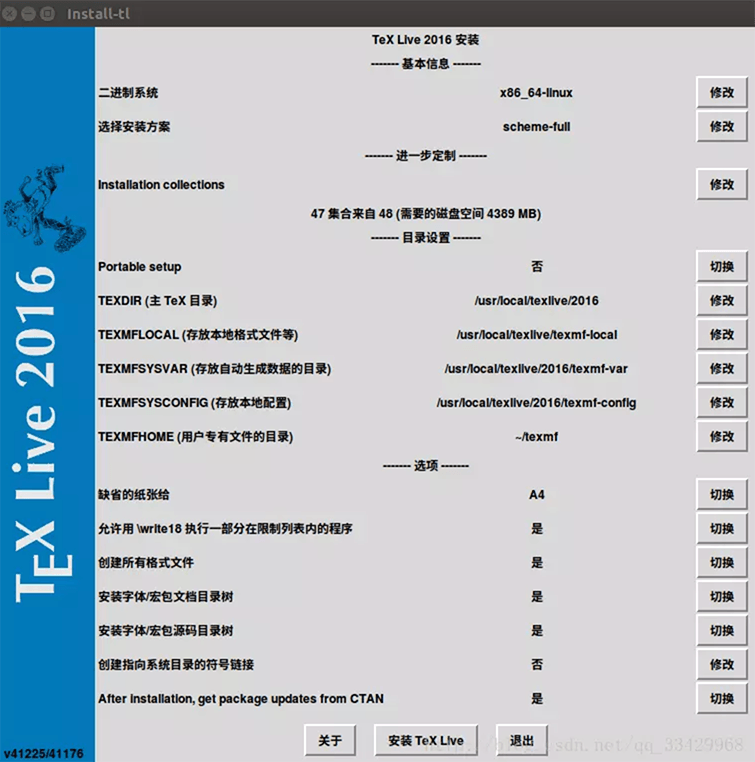 Install-tl
TeX Live 2016 安装
------- 基本信息 -------
二进制系统 x86_64-linux 修改
选择安装方案 scheme-full 修改
------- 进一步定制 -------
Installation collections 修改
47 集合来自 48 (需要的磁盘空间 4389 MB)
------- 目录设置 -------
Portable setup 否 切换
TEXDIR (主 TeX 目录) /usr/local/texlive/2016 修改
TEXMFLOCAL (存放本地格式文件等) /usr/local/texlive/texmf-local 修改
TEXMFSYSVAR (存放自动生成数据的目录) /usr/local/texlive/2016/texmf-var 修改
TEXMFSYSCONFIG (存放本地配置) /usr/local/texlive/2016/texmf-config 修改
TEXMFHOME (用户专有文件的目录) ~/texmf 修改
------- 选项 -------
缺省的纸张给 A4 切换
允许用 \write18 执行一部分在限制列表内的程序 是 切换
创建所有格式文件 是 切换
安装字体/宏包文档目录树 是 切换
安装字体/宏包源码目录树 是 切换
创建指向系统目录的符号链接 否 修改
After installation, get package updates from CTAN 是 切换
关于 安装 TeX Live 退出
TEX Live 2016
v41225/41176
http://blog.csdn.net/qq_33429968